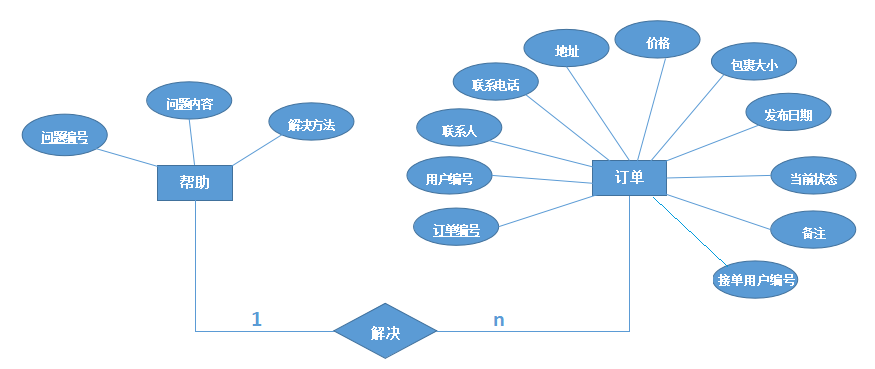 价格
地址
包裹大小
联系电话
问题内容
发布日期
解决方法
联系人
问题编号
订单
用户编号
当前状态
帮助
订单编号
备注
接单用户编号
1
n
解决